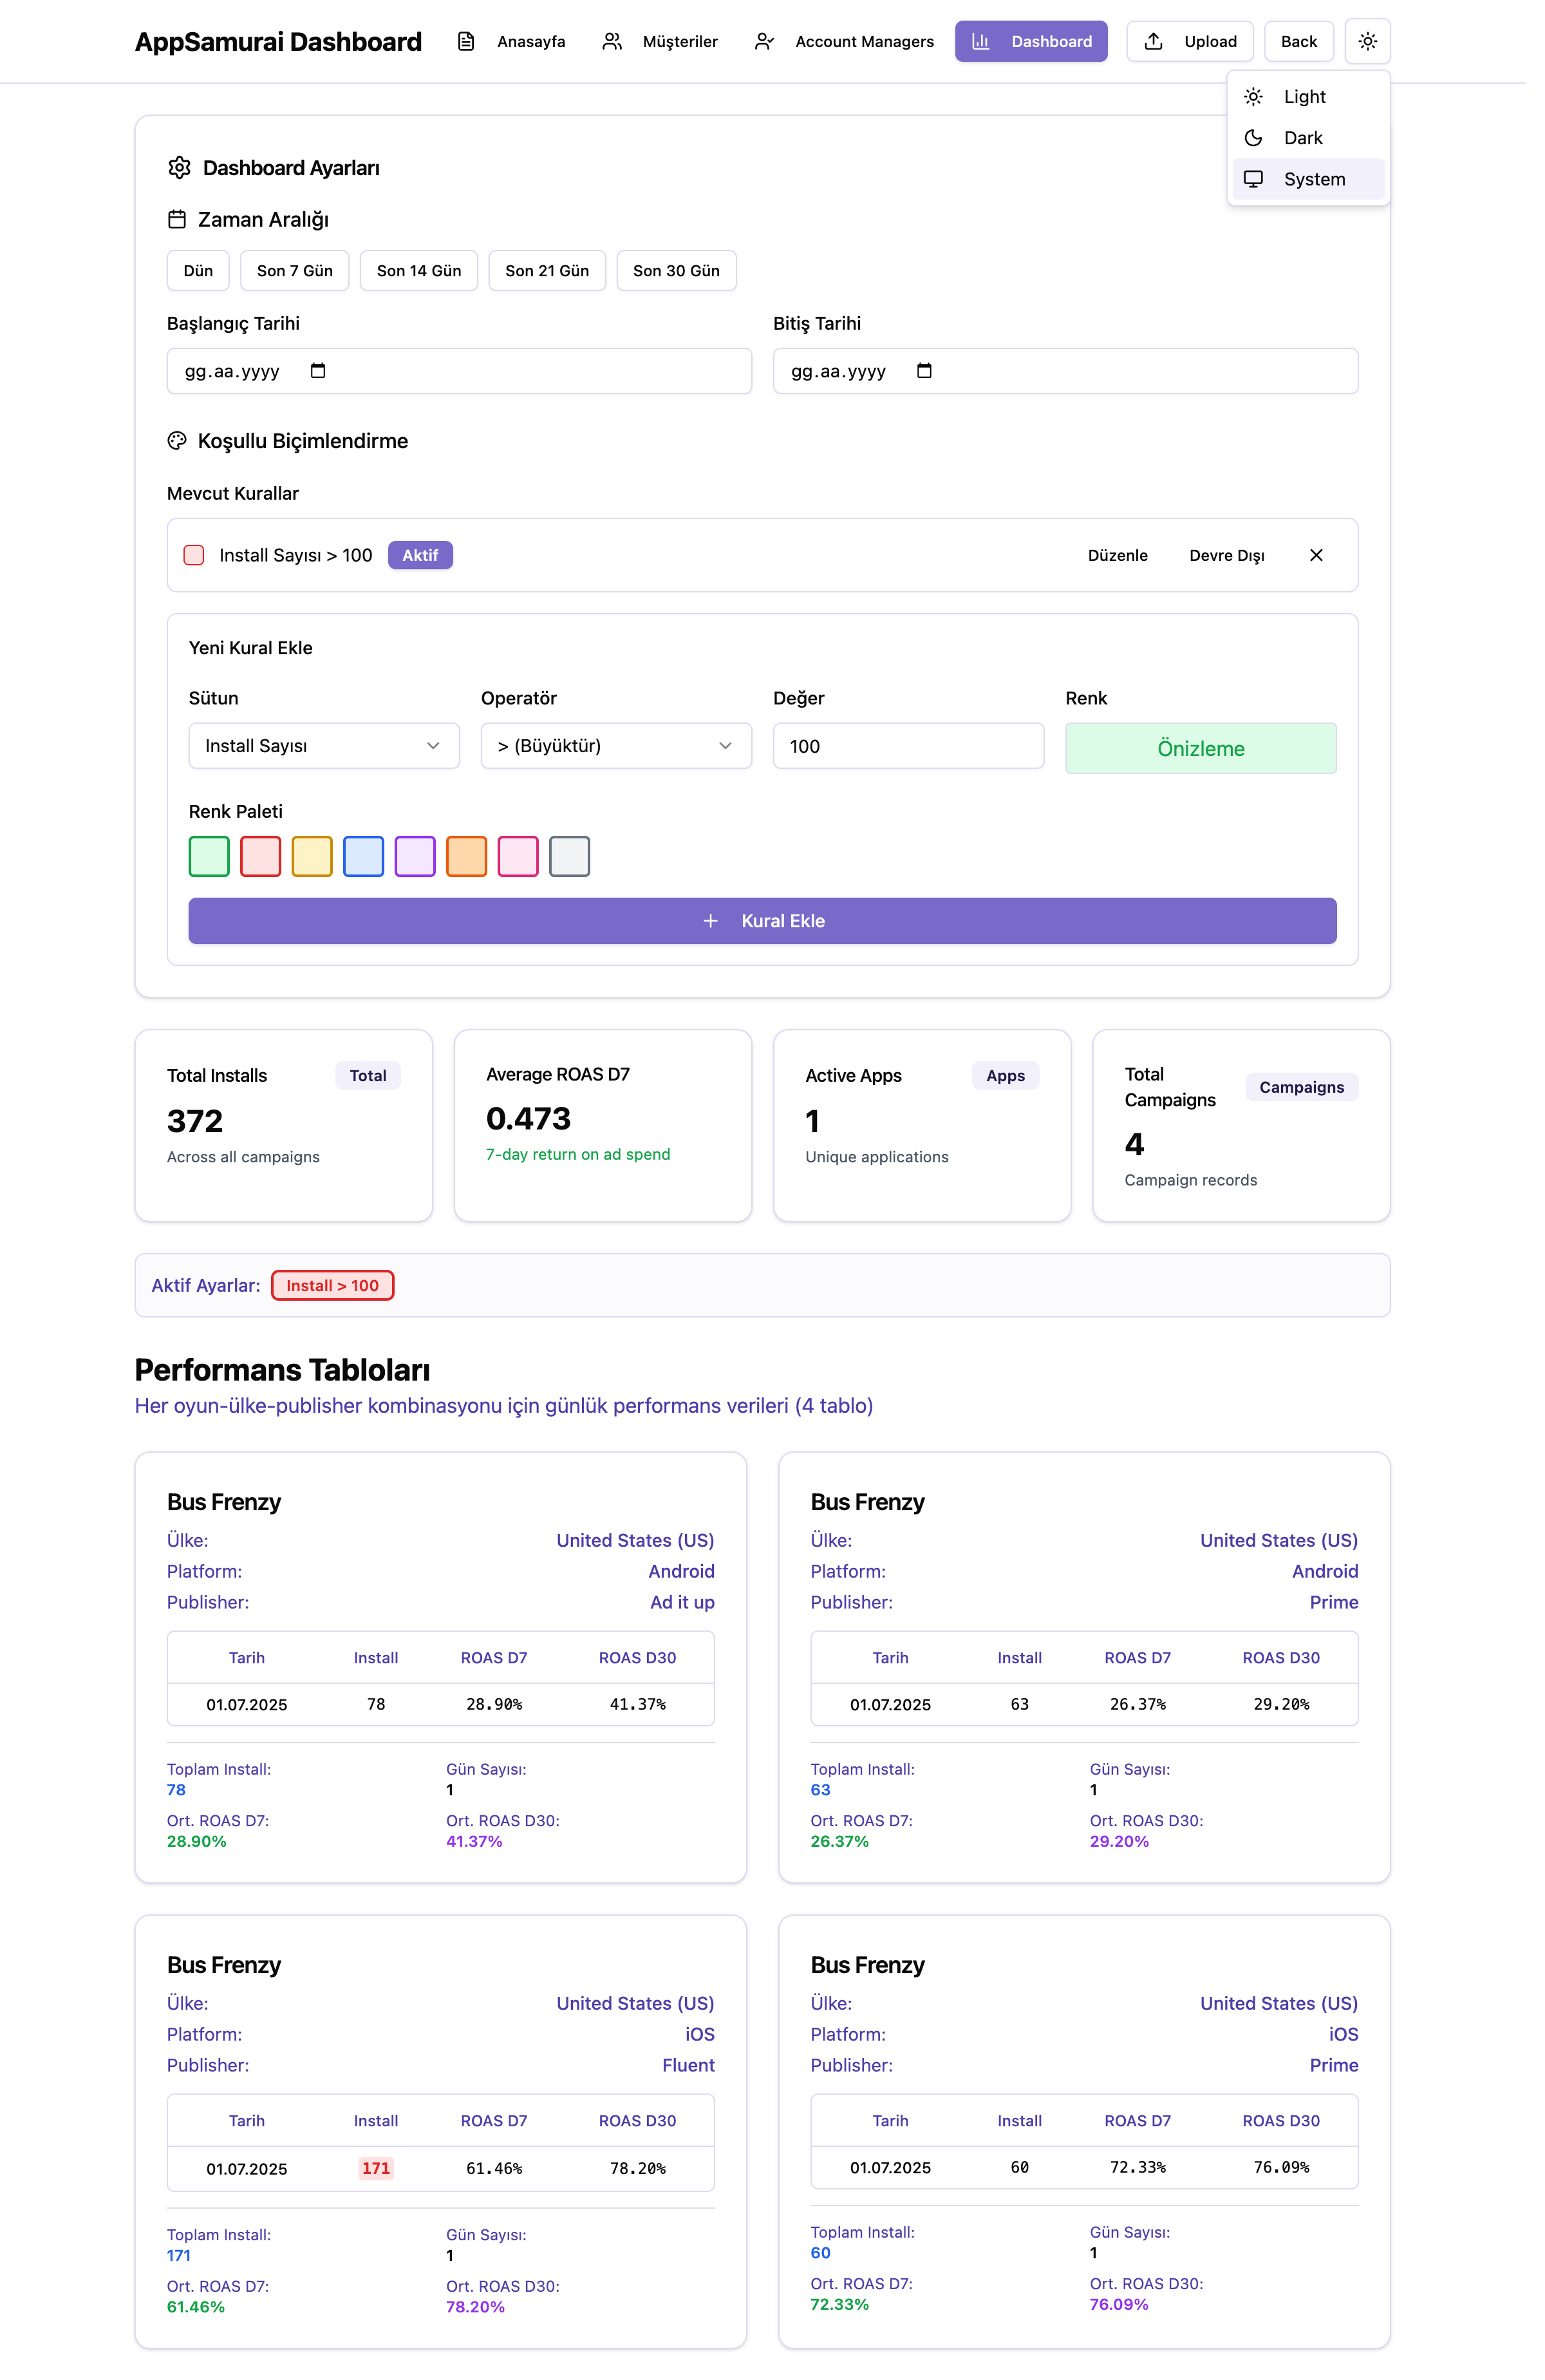 AppSamurai Dashboard Anasayfa Müşteriler Account Managers Dashboard Upload Back
Light
Dark
System
Dashboard Ayarları
Zaman Aralığı
Dün Son 7 Gün Son 14 Gün Son 21 Gün Son 30 Gün
Başlangıç Tarihi Bitiş Tarihi
gg.aa.yyyy gg.aa.yyyy
Koşullu Biçimlendirme
Mevcut Kurallar
Install Sayısı > 100 Aktif Düzenle Devre Dışı
Yeni Kural Ekle
Sütun Operatör Değer Renk
Install Sayısı > (Büyüktür) 100 Önizleme
Renk Paleti
+ Kural Ekle
Total Installs Total
372
Across all campaigns
Average ROAS D7
0.473
7-day return on ad spend
Active Apps Apps
1
Unique applications
Total
Campaigns Campaigns
4
Campaign records
Aktif Ayarlar: Install > 100
Performans Tabloları
Her oyun-ülke-publisher kombinasyonu için günlük performans verileri (4 tablo)
Bus Frenzy
Ülke: United States (US)
Platform: Android
Publisher: Ad it up
Tarih Install ROAS D7 ROAS D30
01.07.2025 78 28.90% 41.37%
Toplam Install: Gün Sayısı:
78 1
Ort. ROAS D7: Ort. ROAS D30:
28.90% 41.37%
Bus Frenzy
Ülke: United States (US)
Platform: Android
Publisher: Prime
Tarih Install ROAS D7 ROAS D30
01.07.2025 63 26.37% 29.20%
Toplam Install: Gün Sayısı:
63 1
Ort. ROAS D7: Ort. ROAS D30:
26.37% 29.20%
Bus Frenzy
Ülke: United States (US)
Platform: iOS
Publisher: Fluent
Tarih Install ROAS D7 ROAS D30
01.07.2025 171 61.46% 78.20%
Toplam Install: Gün Sayısı:
171 1
Ort. ROAS D7: Ort. ROAS D30:
61.46% 78.20%
Bus Frenzy
Ülke: United States (US)
Platform: iOS
Publisher: Prime
Tarih Install ROAS D7 ROAS D30
01.07.2025 60 72.33% 76.09%
Toplam Install: Gün Sayısı:
60 1
Ort. ROAS D7: Ort. ROAS D30:
72.33% 76.09%